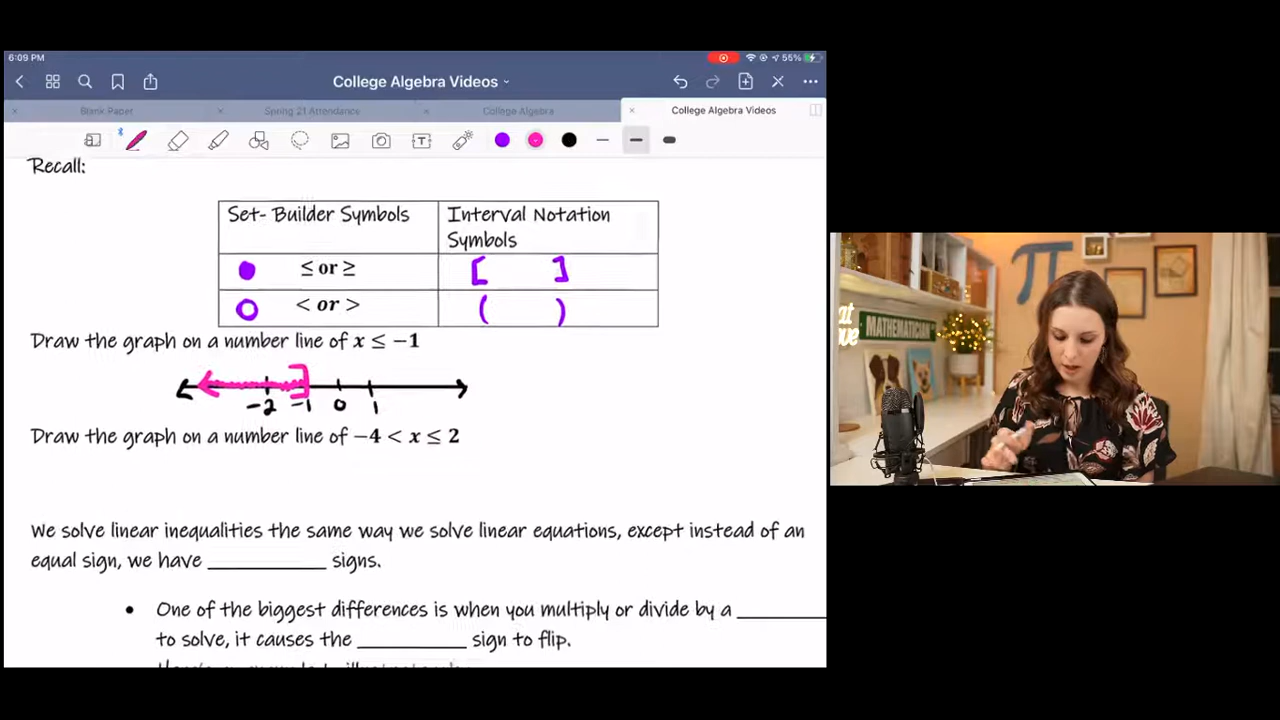 6:09 PM
55%
College Algebra Videos
Blank Paper
Spring 21 Attendance
College Algebra
College Algebra Videos
Recall:
Set- Builder Symbols
Interval Notation
Symbols
≤ or ≥
[ ]
< or >
( )
Draw the graph on a number line of x ≤ −1
-2 -1 0 1
Draw the graph on a number line of −4 < x ≤ 2
We solve linear inequalities the same way we solve linear equations, except instead of an
equal sign, we have __________ signs.
• One of the biggest differences is when you multiply or divide by a ________
to solve, it causes the _________ sign to flip.
MATHEMATICIAN